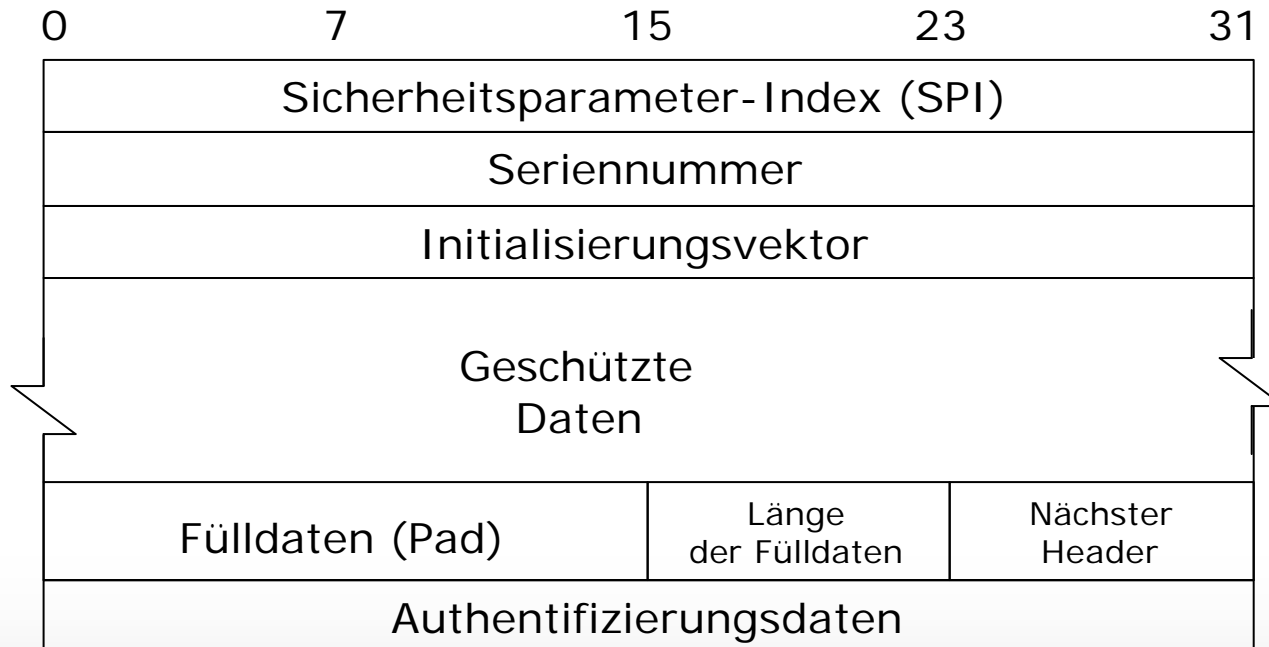 0 7 15 23 31
Sicherheitsparameter-Index (SPI)
Seriennummer
Initialisierungsvektor
Geschützte
Daten
Fülldaten (Pad)
Länge
der Fülldaten
Nächster
Header
Authentifizierungsdaten